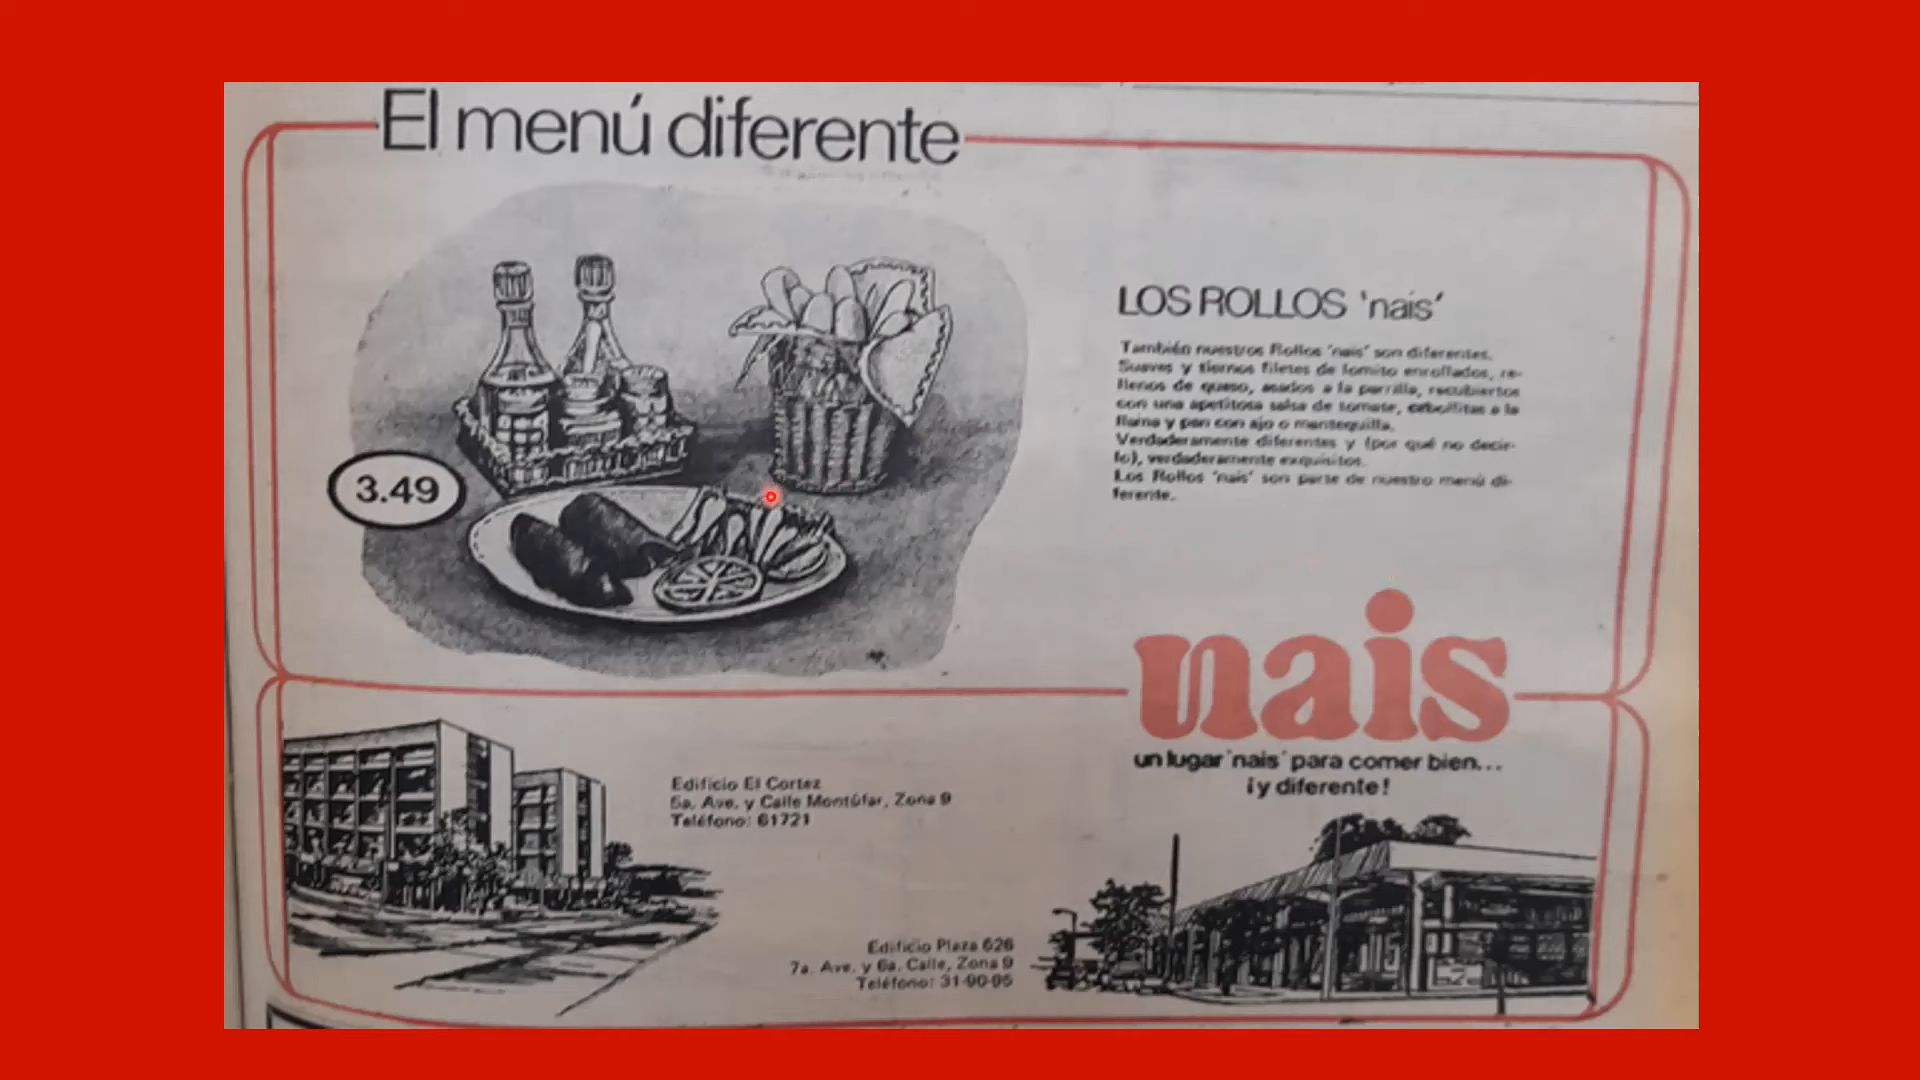 El menú diferente
LOS ROLLOS 'nais'
También nuestros Rollos 'nais' son diferentes.
Suaves y tiernos filetes de lomito enrollados, re-
llenos de queso, asados a la parrilla, recubiertos
con una apetitosa salsa de tomate, cebollitas a la
llama y pan con ajo o mantequilla.
Verdaderamente diferentes y (por qué no decir-
lo), verdaderamente exquisitos.
Los Rollos 'nais' son parte de nuestro menú di-
ferente.
3.49
nais
un lugar 'nais' para comer bien...
¡y diferente!
Edificio El Cortez
6a. Ave. y Calle Montúfar, Zona 9
Teléfono: 61721
Edificio Plaza 626
7a. Ave. y 6a. Calle, Zona 9
Teléfono: 31-90-05